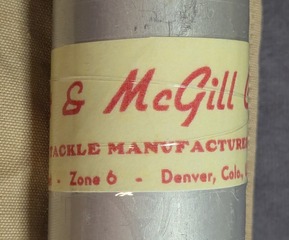 & McGill
TACKLE MANUFACTURE
- Zone 6 - Denver, Colo.